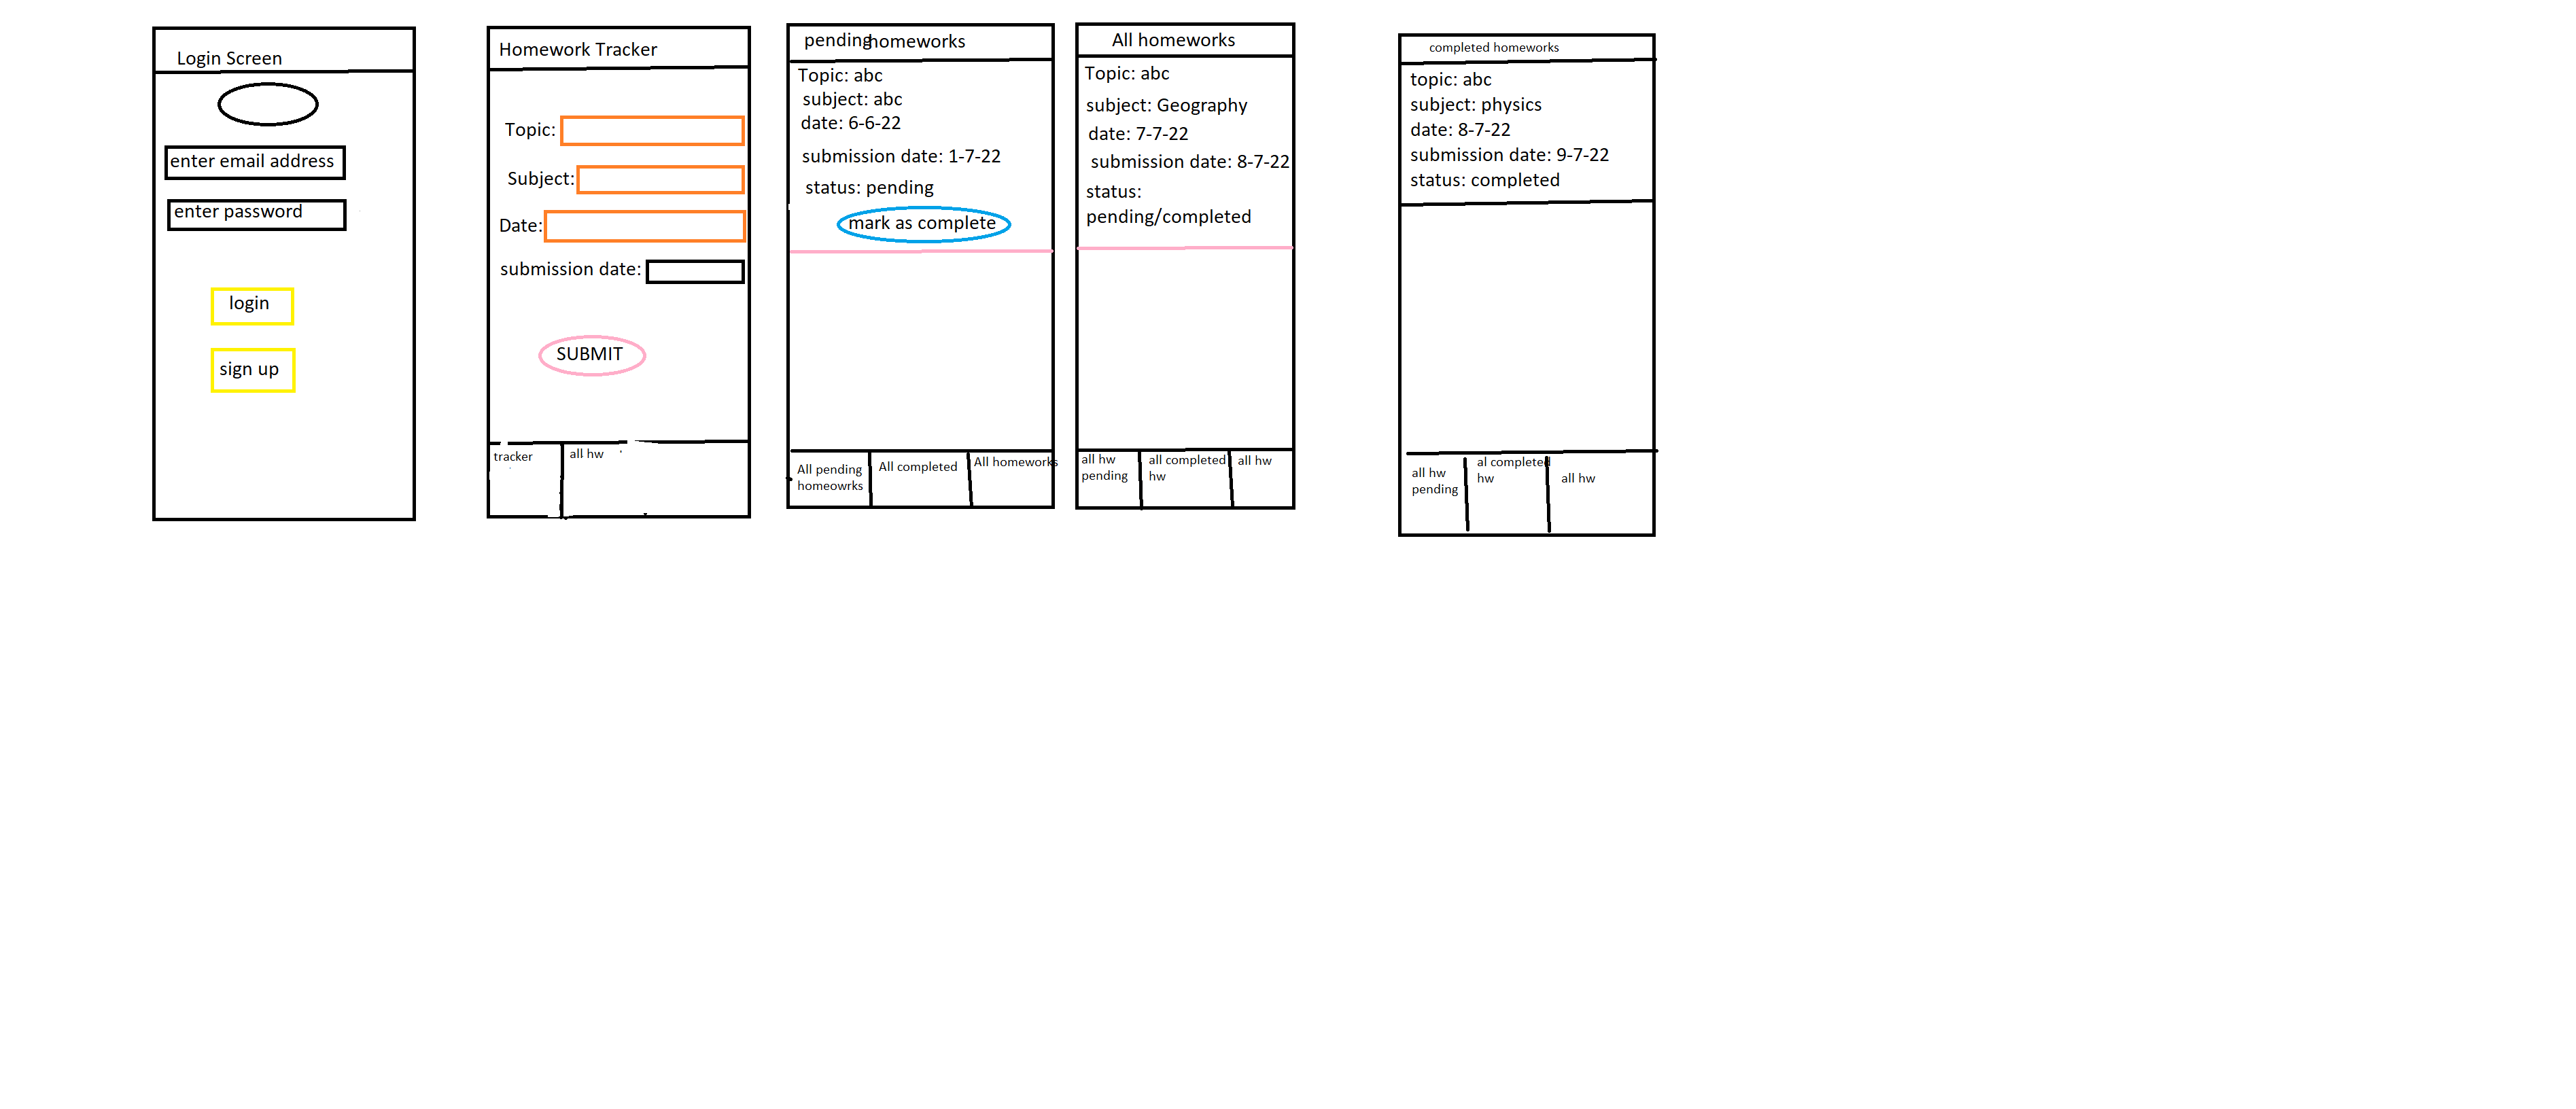 Login Screen
enter email address
enter password
login
sign up
Homework Tracker
Topic:
Subject:
Date:
submission date:
SUBMIT
tracker
all hw
pending homeworks
Topic: abc
subject: abc
date: 6-6-22
submission date: 1-7-22
status: pending
mark as complete
All pending
homeowrks
All completed
All homeworks
All homeworks
Topic: abc
subject: Geography
date: 7-7-22
submission date: 8-7-22
status:
pending/completed
all hw
pending
all completed
hw
all hw
completed homeworks
topic: abc
subject: physics
date: 8-7-22
submission date: 9-7-22
status: completed
all hw
pending
al completed
hw
all hw